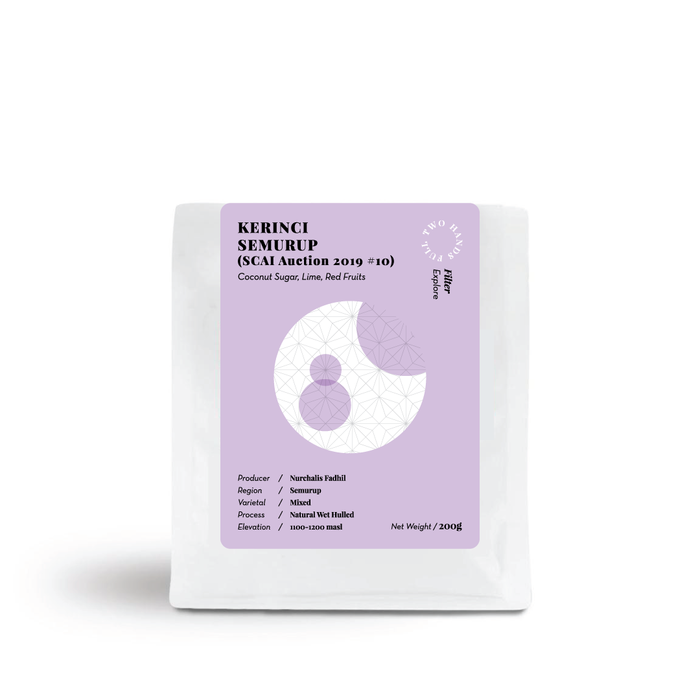 KERINCI
SEMURUP
(SCAI Auction 2019 #10)
Coconut Sugar, Lime, Red Fruits
TWO HANDS FULL
Filter
Explore
Producer / Nurchalis Fadhil
Region / Semurup
Varietal / Mixed
Process / Natural Wet Hulled
Elevation / 1100-1200 masl
Net Weight / 200g